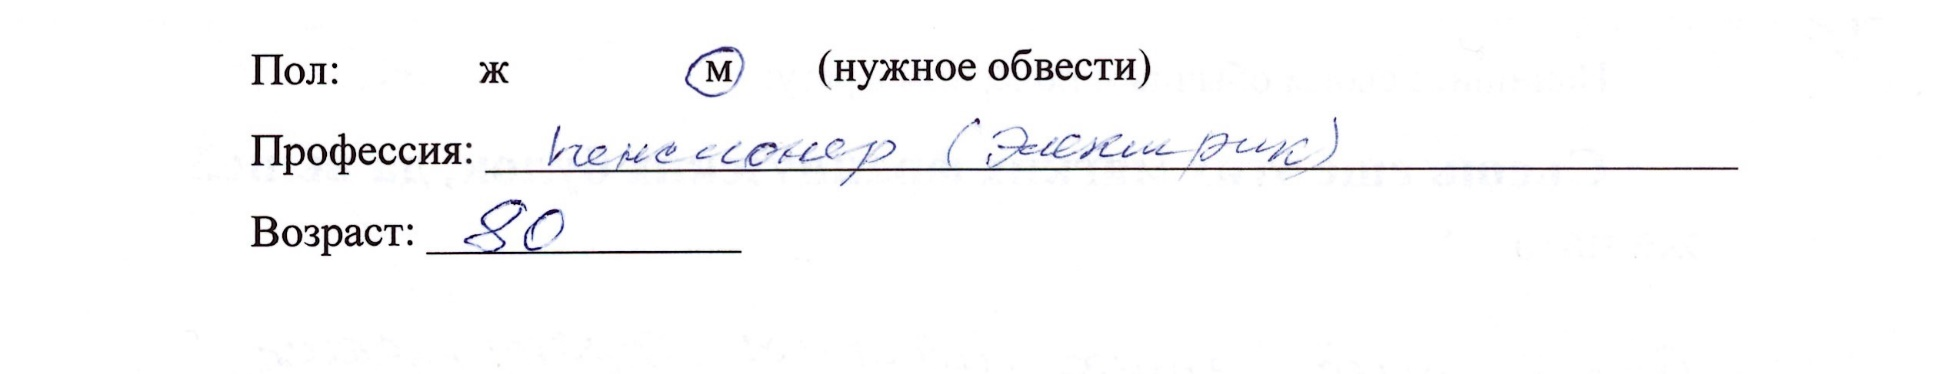 Пол: ж м (нужное обвести)
Профессия: пенсионер (электрик)
Возраст: 80